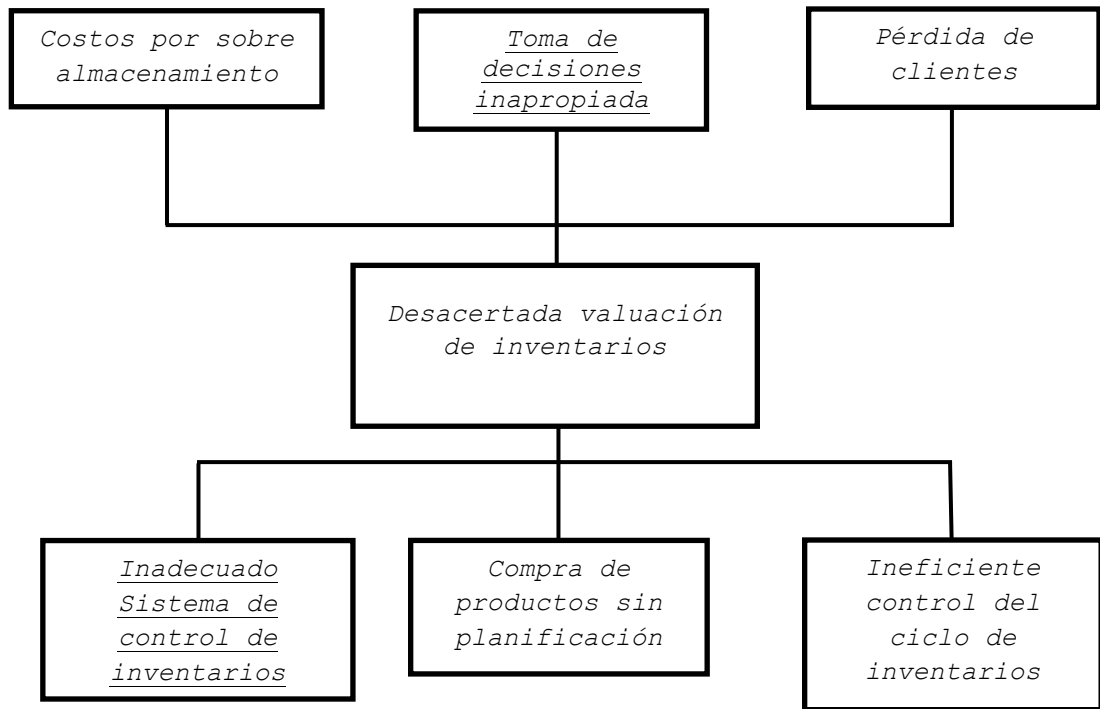 Costos por sobre
almacenamiento
Toma de
decisiones
inapropiada
Pérdida de
clientes
Desacertada valuación
de inventarios
Inadecuado
Sistema de
control de
inventarios
Compra de
productos sin
planificación
Ineficiente
control del
ciclo de
inventarios